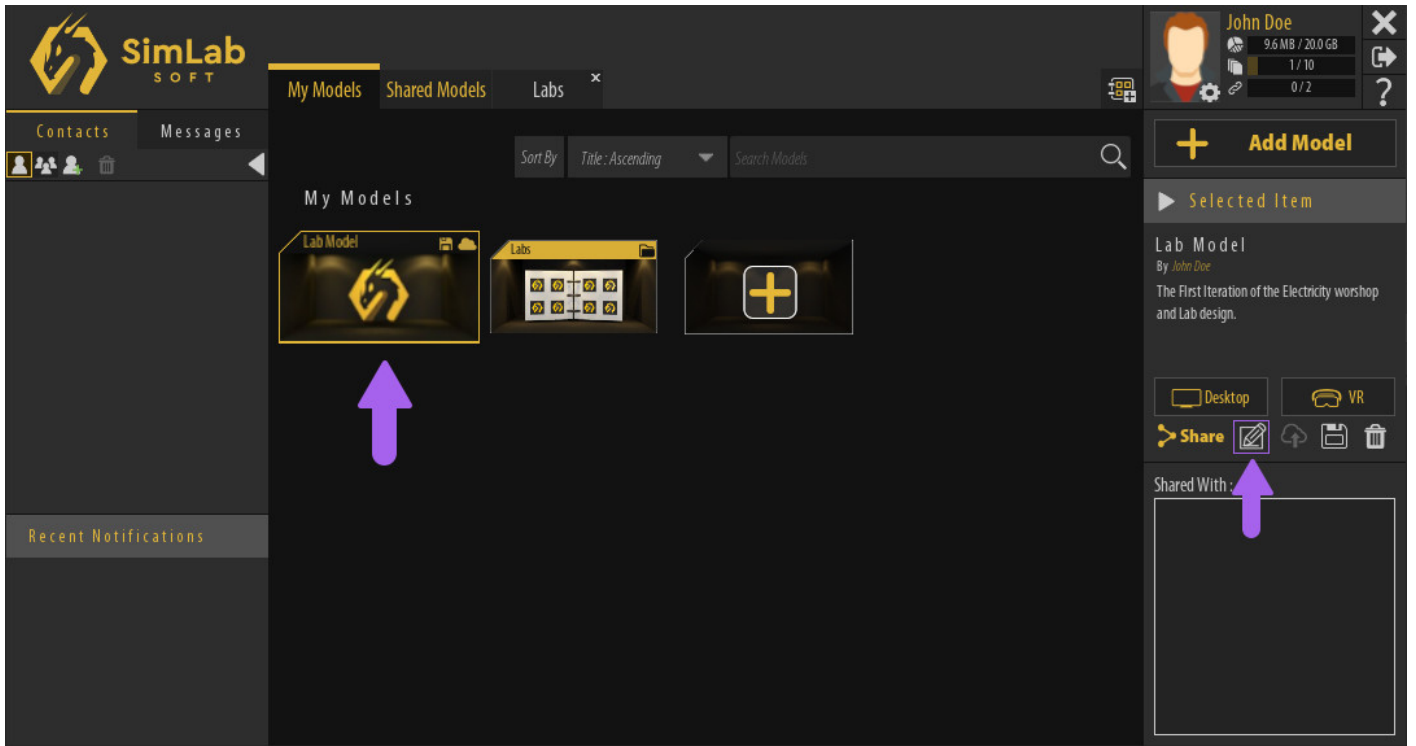 SimLab
SOFT
Contacts
Messages
Recent Notifications
My Models
Shared Models
Labs
x
Sort By
Title : Ascending
Search Models
My Models
Lab Model
Labs
John Doe
9.6 MB / 20.0 GB
1 / 10
0 / 2
?
Add Model
Selected Item
Lab Model
By John Doe
The FIrst Iteration of the Electricity worshop
and Lab design.
Desktop
VR
Share
Shared With :